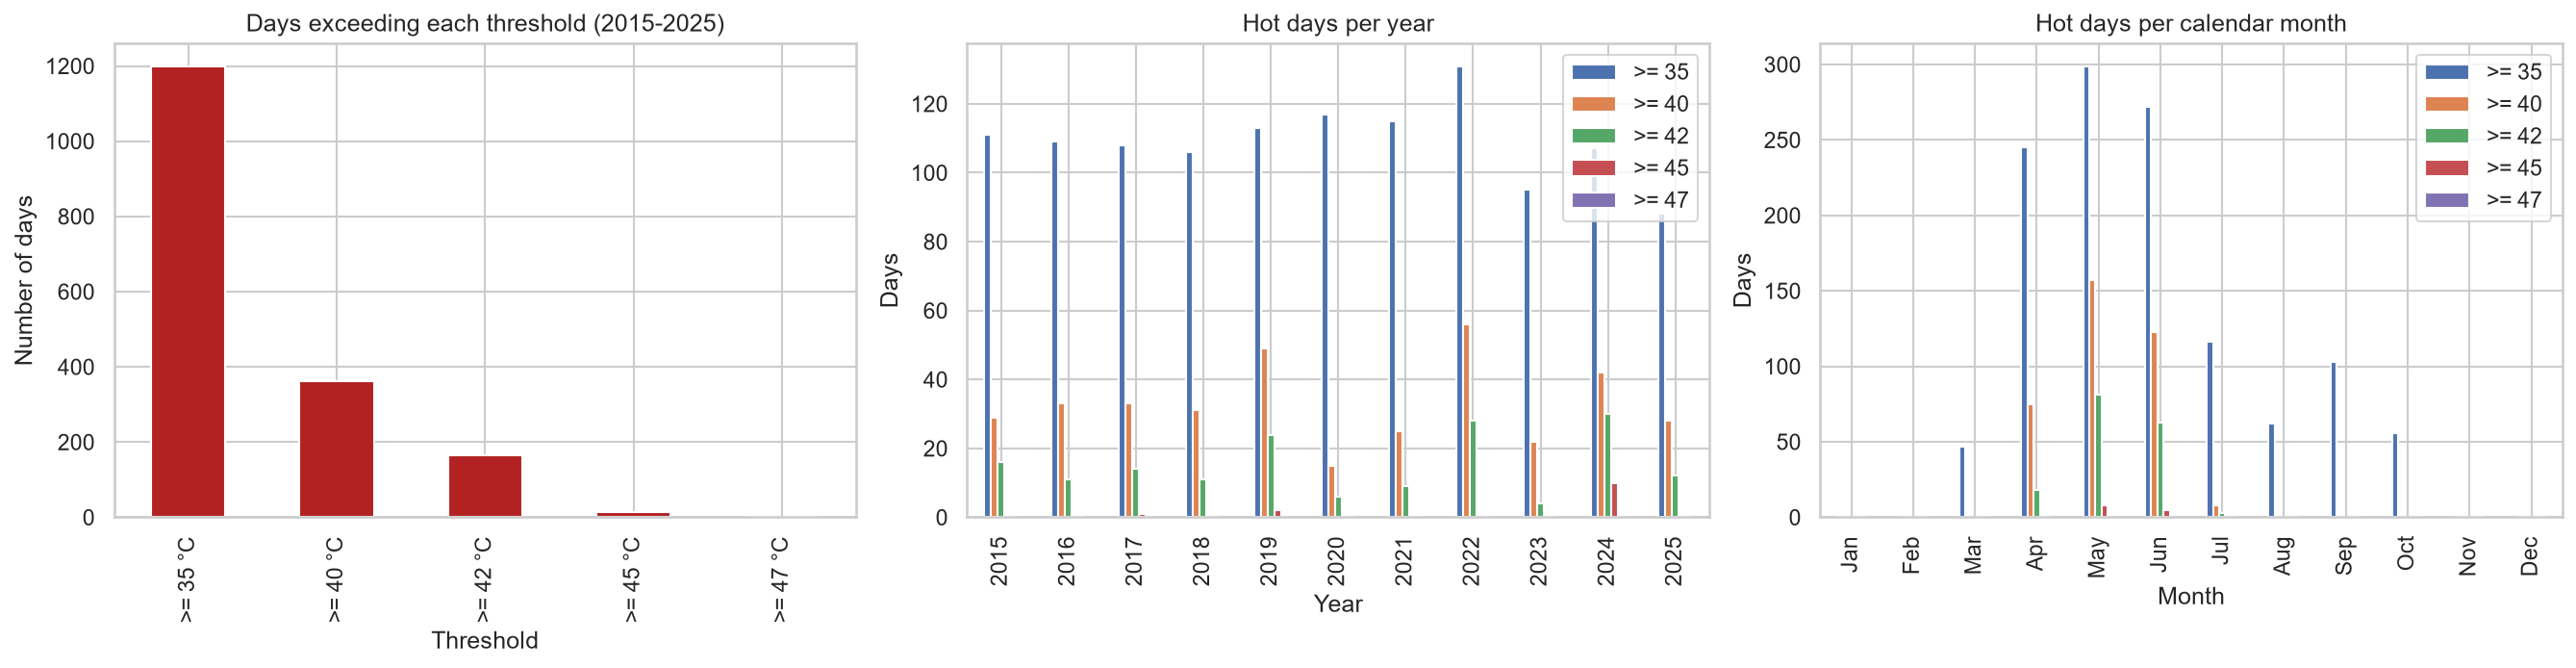 Days exceeding each threshold (2015-2025)
Number of days
1200
1000
800
600
400
200
0
>= 35 °C
>= 40 °C
>= 42 °C
>= 45 °C
>= 47 °C
Threshold
Hot days per year
Days
120
100
80
60
40
20
0
>= 35
>= 40
>= 42
>= 45
>= 47
2015
2016
2017
2018
2019
2020
2021
2022
2023
2024
2025
Year
Hot days per calendar month
Days
300
250
200
150
100
50
0
>= 35
>= 40
>= 42
>= 45
>= 47
Jan
Feb
Mar
Apr
May
Jun
Jul
Aug
Sep
Oct
Nov
Dec
Month